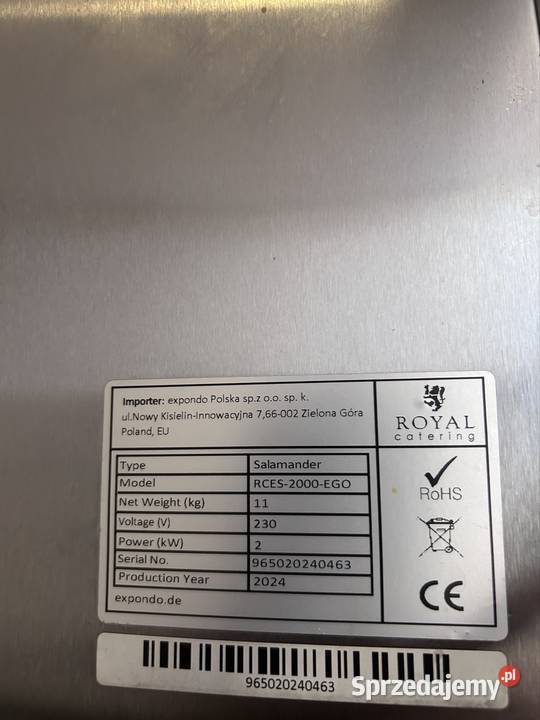 Importer: expondo Polska sp.z o.o. sp. k.
ul.Nowy Kisielin-Innowacyjna 7,66-002 Zielona Góra
Poland, EU
ROYAL
catering
Type Salamander
Model RCES-2000-EGO
Net Weight (kg) 11
Voltage (V) 230
Power (kW) 2
Serial No. 965020240463
Production Year 2024
expondo.de
RoHS
CE
965020240463
Sprzedajemy.pl